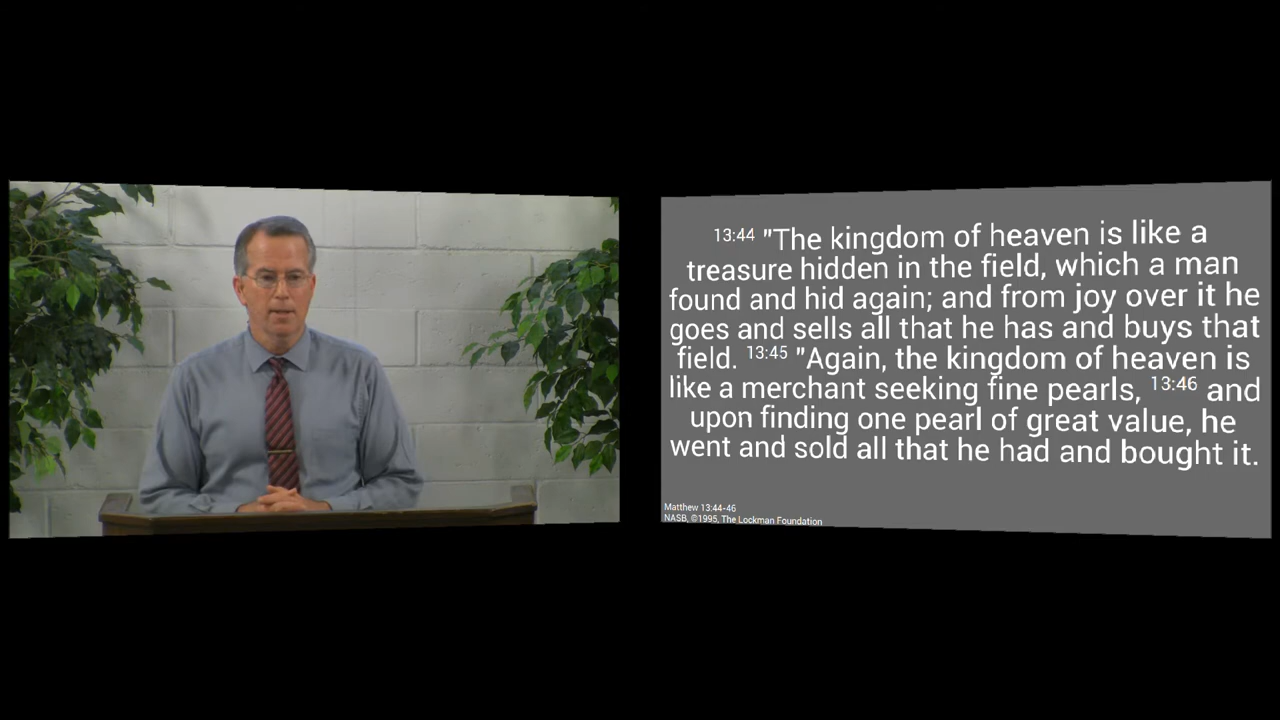 13:44 "The kingdom of heaven is like a
treasure hidden in the field, which a man
found and hid again; and from joy over it he
goes and sells all that he has and buys that
field. 13:45 "Again, the kingdom of heaven is
like a merchant seeking fine pearls, 13:46 and
upon finding one pearl of great value, he
went and sold all that he had and bought it.
Matthew 13:44-46
NASB, ©1995, The Lockman Foundation